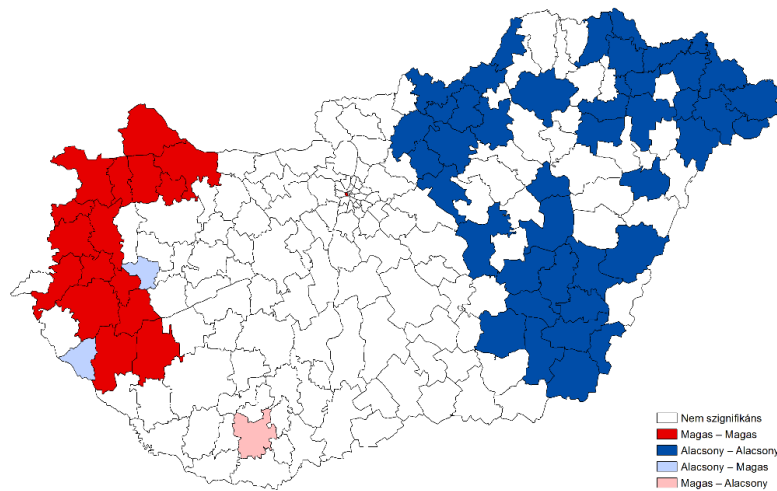 Nem szignifikáns
Magas – Magas
Alacsony – Alacsony
Alacsony – Magas
Magas – Alacsony